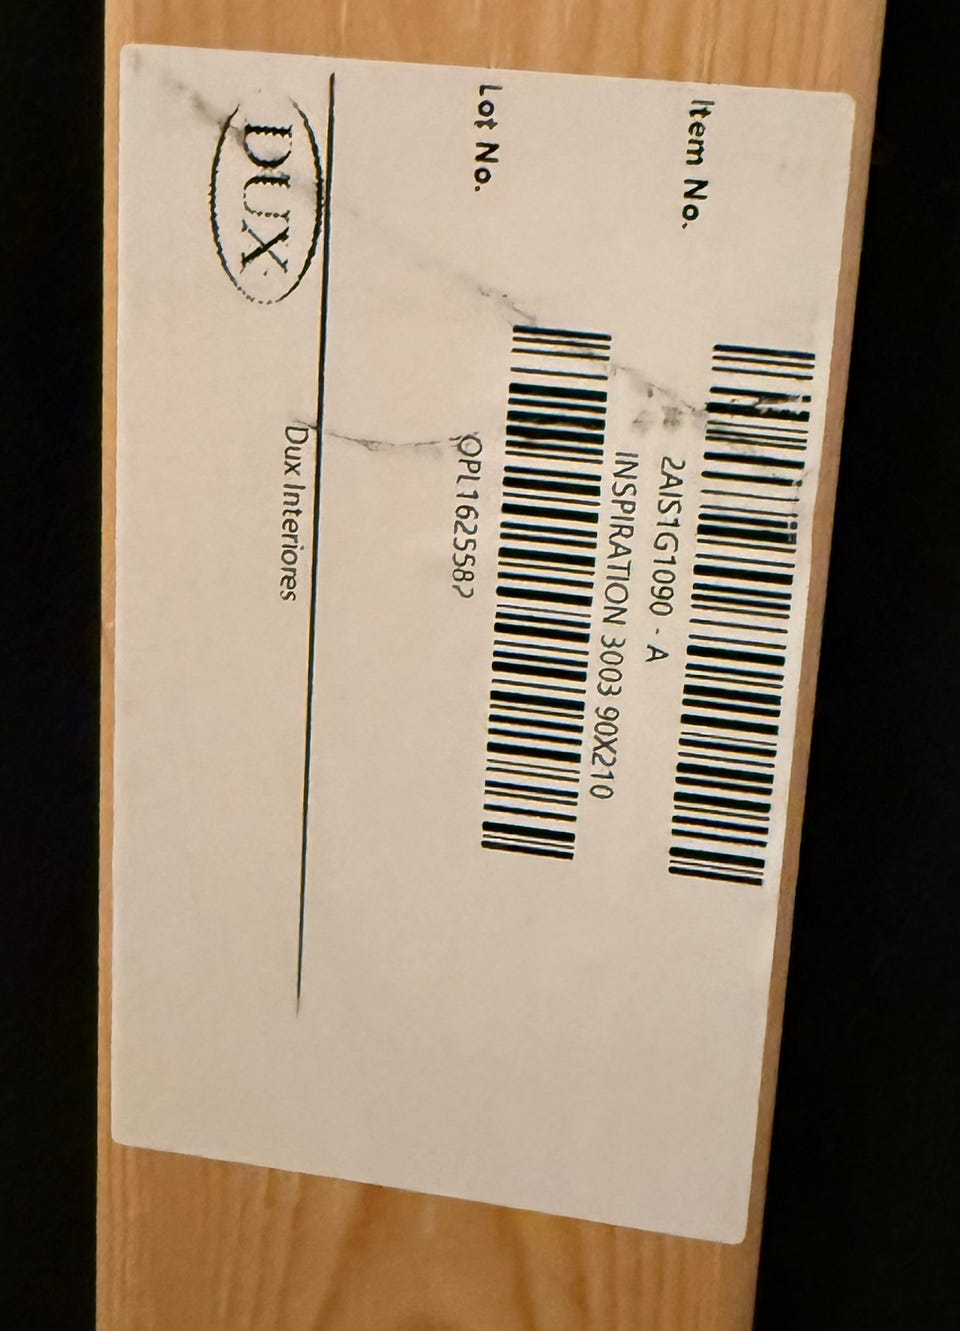 Item No.
2AIS1G1090 - A
INSPIRATION 3003 90X210
Lot No.
OPL1625582
DUX
Dux Interiores